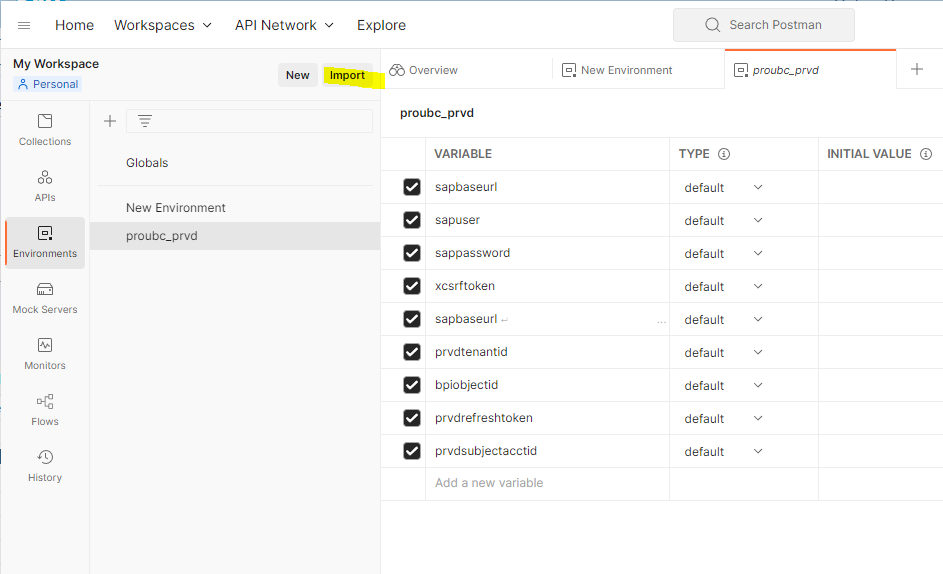 Home Workspaces API Network Explore Search Postman
My Workspace
Personal
New Import
Overview New Environment proubc_prvd
Collections
APIs
Environments
Mock Servers
Monitors
Flows
History
Globals
New Environment
proubc_prvd
proubc_prvd
VARIABLE TYPE INITIAL VALUE
sapbaseurl default
sapuser default
sappassword default
xcsrftoken default
sapbaseurl ↵ ... default
prvdtenantid default
bpiobjectid default
prvdrefreshtoken default
prvdsubjectacctid default
Add a new variable